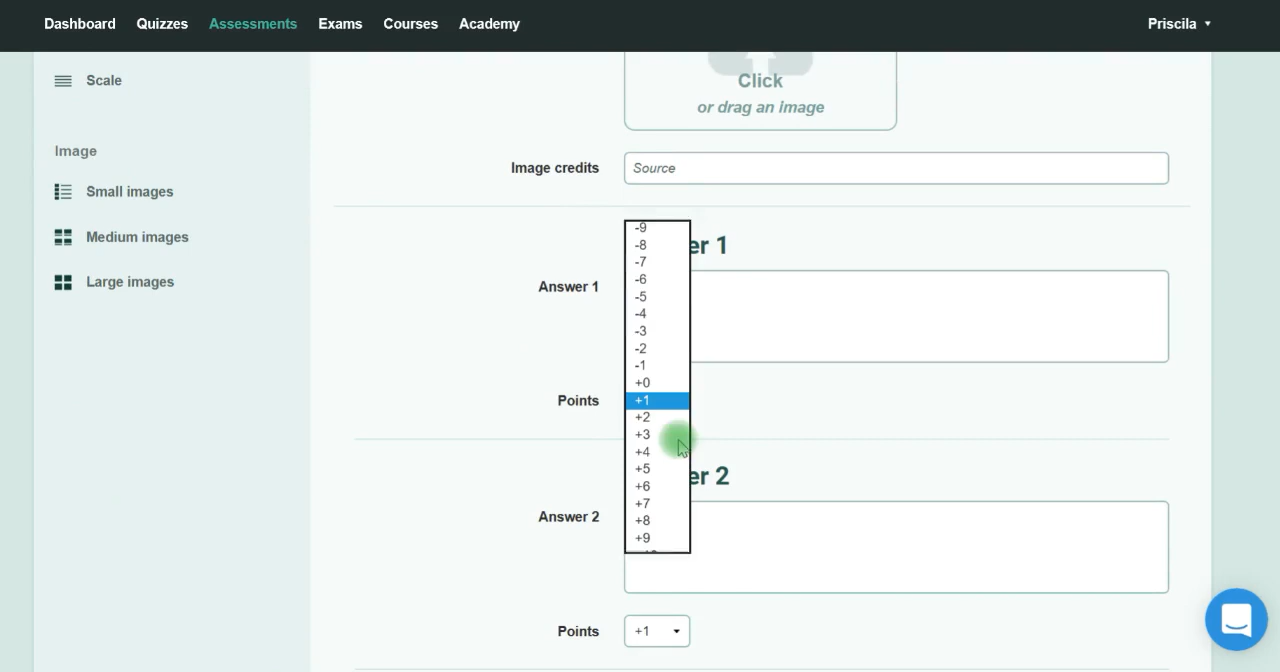 Dashboard Quizzes Assessments Exams Courses Academy Priscila
Scale
Click
or drag an image
Image
Image credits Source
Small images
Medium images
Large images
-9
-8
er 1
-7
-6
Answer 1
-5
-4
-3
-2
-1
+0
Points +1
+2
+3
+4
+5
er 2
+6
+7
Answer 2
+8
+9
Points +1